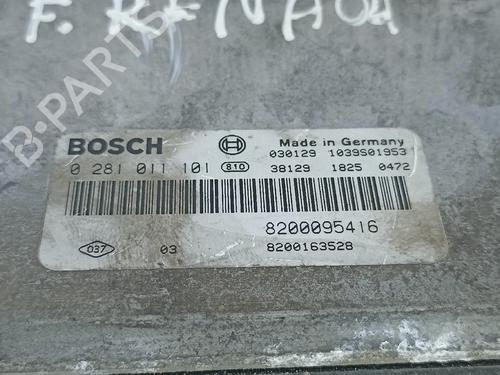 F. RENAULT
B-PARTS
BOSCH
Made in Germany
0 281 011 101 810
030129 1039S01953
38129 1825 0472
8200095416
037 03 8200163528